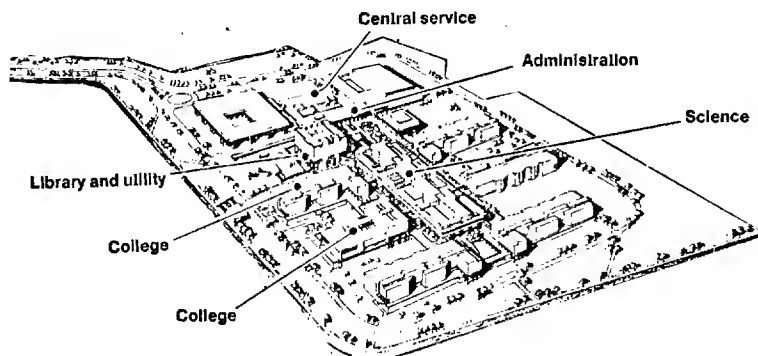 Central service
Administration
Science
Library and utility
College
College